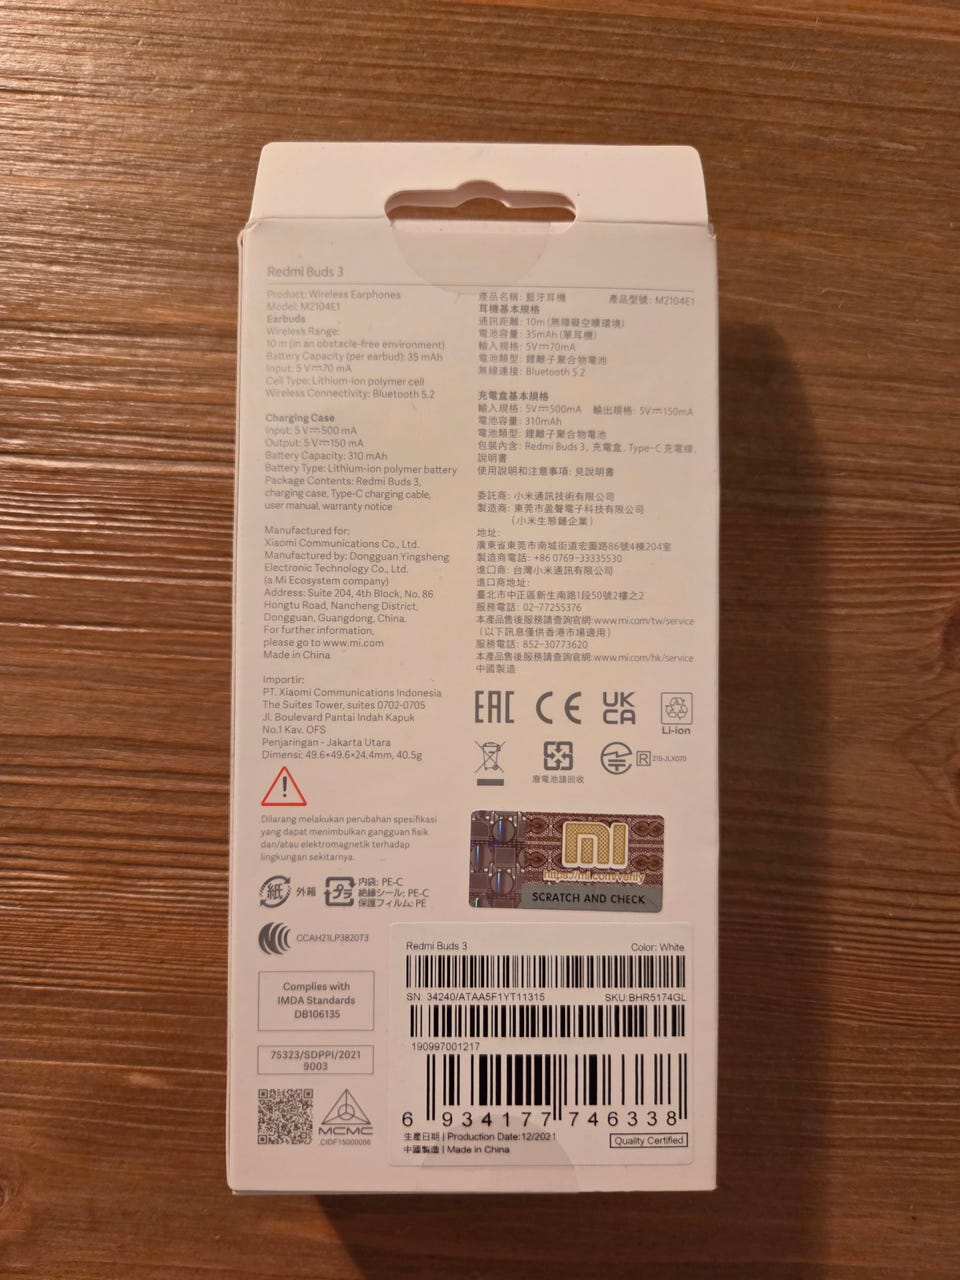 Redmi Buds 3
Product: Wireless Earphones
Model: M2104E1
Earbuds
Wireless Range:
10 m (in an obstacle-free environment)
Battery Capacity (per earbud): 35 mAh
Input: 5 V⎓70 mA
Cell Type: Lithium-ion polymer cell
Wireless Connectivity: Bluetooth 5.2
Charging Case
Input: 5 V⎓500 mA
Output: 5 V⎓150 mA
Battery Capacity: 310 mAh
Battery Type: Lithium-ion polymer battery
Package Contents: Redmi Buds 3,
charging case, Type-C charging cable,
user manual, warranty notice
Manufactured for:
Xiaomi Communications Co., Ltd.
Manufactured by: Dongguan Yingsheng
Electronic Technology Co., Ltd.
(a Mi Ecosystem company)
Address: Suite 204, 4th Block, No. 86
Hongtu Road, Nancheng District,
Dongguan, Guangdong, China.
For further information,
please go to www.mi.com
Made in China
Importir:
PT. Xiaomi Communications Indonesia
The Suites Tower, suites 0702-0705
Jl. Boulevard Pantai Indah Kapuk
No.1 Kav. OFS
Penjaringan - Jakarta Utara
Dimensi: 49.6×49.6×24.4mm, 40.5g
Dilarang melakukan perubahan spesifikasi
yang dapat menimbulkan gangguan fisik
dan/atau elektromagnetik terhadap
lingkungan sekitarnya.
紙 外箱 プラ 内袋: PE-C
絶縁シール: PE-C
保護フィルム: PE
CCAH21LP3820T3
Complies with
IMDA Standards
DB106135
75323/SDPPI/2021
9003
MCMC
CIDF15000056
產品名稱: 藍牙耳機 產品型號: M2104E1
耳機基本規格
通訊距離: 10m (無障礙空曠環境)
電池容量: 35mAh (單耳機)
輸入規格: 5V⎓70mA
電池類型: 鋰離子聚合物電池
無線連接: Bluetooth 5.2
充電盒基本規格
輸入規格: 5V⎓500mA 輸出規格: 5V⎓150mA
電池容量: 310mAh
電池類型: 鋰離子聚合物電池
包裝內含: Redmi Buds 3, 充電盒, Type-C 充電線,
說明書
使用說明和注意事項: 見說明書
委託商: 小米通訊技術有限公司
製造商: 東莞市盈聲電子科技有限公司
(小米生態鏈企業)
地址:
廣東省東莞市南城街道宏圖路86號4棟204室
製造商電話: +86 0769-33335530
進口商: 台灣小米通訊有限公司
進口商地址:
臺北市中正區新生南路1段50號2樓之2
服務電話: 02-77255376
本產品售後服務請查詢官網: www.mi.com/tw/service
(以下訊息僅供香港市場適用)
服務電話: 852-30773620
本產品售後服務請查詢官網: www.mi.com/hk/service
中國製造
EAC CE UK
CA
Li-ion
廢電池請回收
R 215-JLX070
mi
https://mi.com/verify
SCRATCH AND CHECK
Redmi Buds 3 Color: White
SN: 34240/ATAA5F1YT11315 SKU:BHR5174GL
190997001217
6 934177 746338
生產日期 | Production Date:12/2021
中國製造 | Made in China
Quality Certified